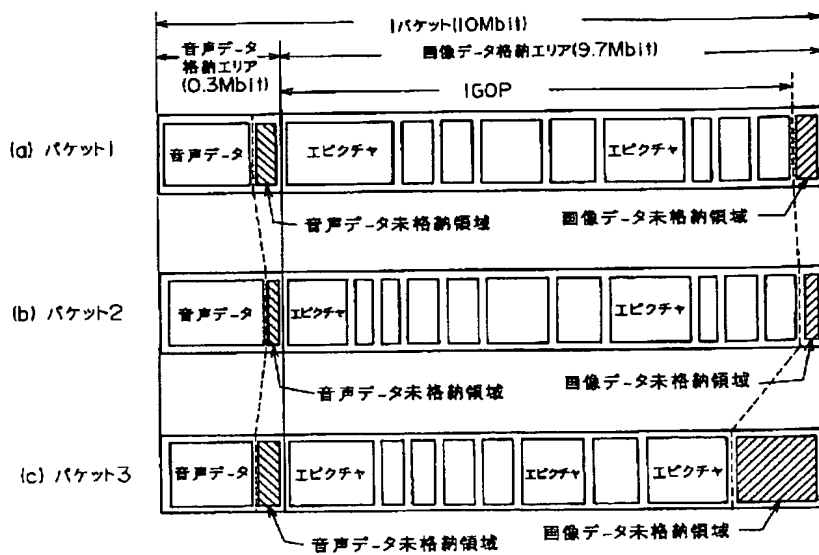 1パケット(10Mbit)
音声データ
格納エリア
(0.3Mbit)
画像データ格納エリア(9.7Mbit)
1GOP
(a) パケット1
音声データ
エピクチャ
エピクチャ
音声データ未格納領域
画像データ未格納領域
(b) パケット2
音声データ
エピクチャ
エピクチャ
音声データ未格納領域
画像データ未格納領域
(c) パケット3
音声データ
エピクチャ
エピクチャ
エピクチャ
音声データ未格納領域
画像データ未格納領域